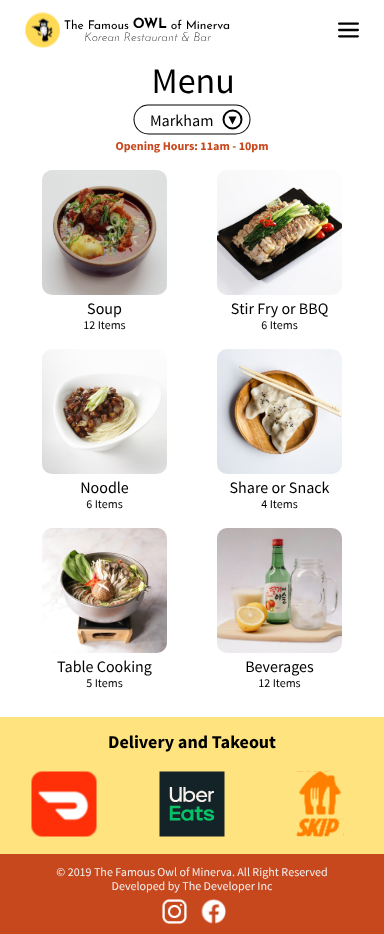 The Famous OWL of Minerva
Korean Restaurant & Bar
Menu
Markham
Opening Hours: 11am - 10pm
Soup
12 Items
Stir Fry or BBQ
6 Items
Noodle
6 Items
Share or Snack
4 Items
Table Cooking
5 Items
Beverages
12 Items
Delivery and Takeout
Uber
Eats
SKIP
© 2019 The Famous Owl of Minerva. All Right Reserved
Developed by The Developer Inc